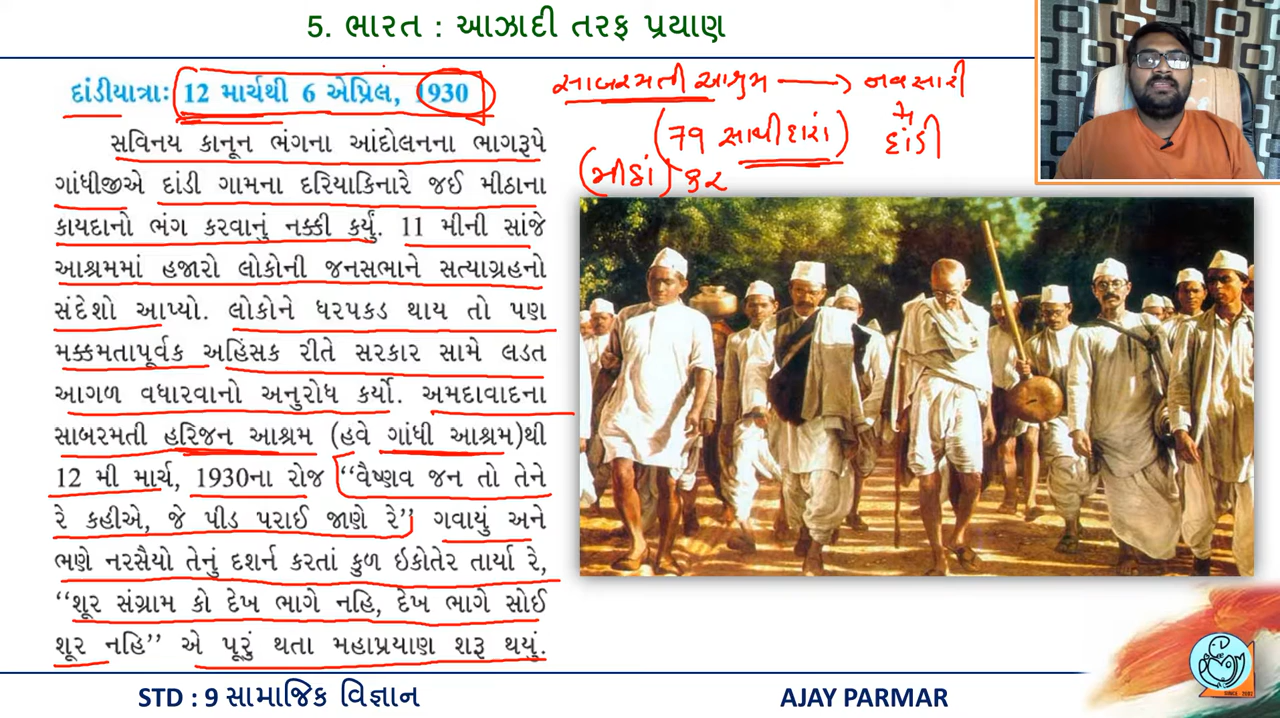 5. ભારત : આઝાદી તરફ પ્રયાણ
દાંડીયાત્રા: 12 માર્ચથી 6 એપ્રિલ, 1930
સવિનય કાનૂન ભંગના આંદોલનના ભાગરૂપે
ગાંધીજીએ દાંડી ગામના દરિયાકિનારે જઈ મીઠાના
કાયદાનો ભંગ કરવાનું નક્કી કર્યું. 11 મીની સાંજે
આશ્રમમાં હજારો લોકોની જનસભાને સત્યાગ્રહનો
સંદેશો આપ્યો. લોકોને ધરપકડ થાય તો પણ
મક્કમતાપૂર્વક અહિંસક રીતે સરકાર સામે લડત
આગળ વધારવાનો અનુરોધ કર્યો. અમદાવાદના
સાબરમતી હરિજન આશ્રમ (હવે ગાંધી આશ્રમ)થી
12 મી માર્ચ, 1930ના રોજ “વૈષ્ણવ જન તો તેને
રે કહીએ, જે પીડ પરાઈ જાણે રે” ગવાયું અને
ભણે નરસૈયો તેનું દશર્ન કરતાં કુળ ઇકોતેર તાર્યા રે,
“શૂર સંગ્રામ કો દેખ ભાગે નહિ, દેખ ભાગે સોઈ
શૂર નહિ” એ પૂરું થતા મહાપ્રયાણ શરૂ થયું.
સાબરમતી આશ્રમ → નવસારી
(79 સાથીદારો) દાંડી
(મીઠાં) કર
STD : 9 સામાજિક વિજ્ઞાન
AJAY PARMAR